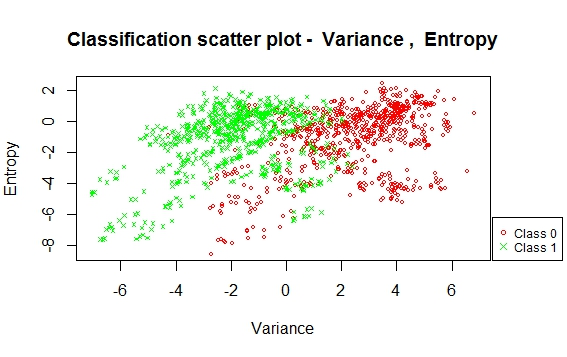 Classification scatter plot -  Variance ,  Entropy
Entropy
2
0
-2
-4
-6
-8
-6 -4 -2 0 2 4 6
Variance
Class 0
Class 1